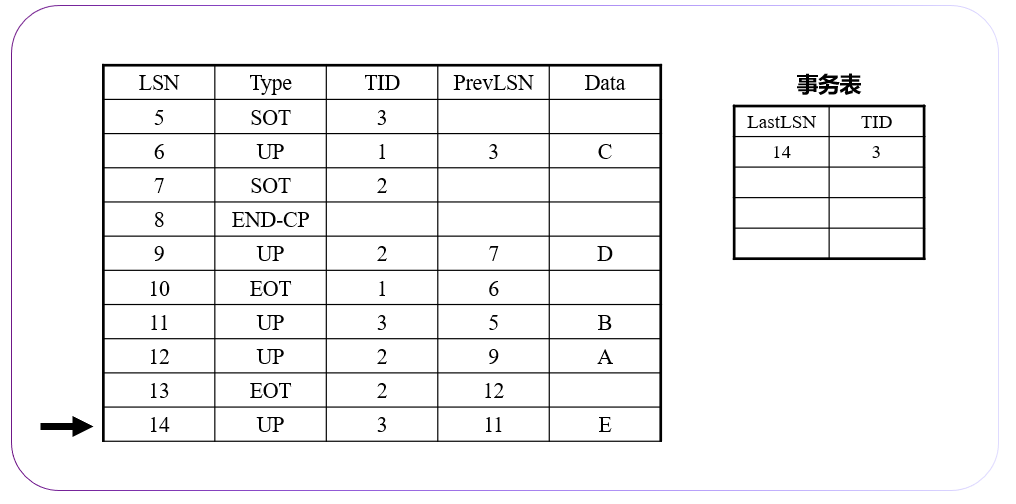 LSN Type TID PrevLSN Data
5 SOT 3
6 UP 1 3 C
7 SOT 2
8 END-CP
9 UP 2 7 D
10 EOT 1 6
11 UP 3 5 B
12 UP 2 9 A
13 EOT 2 12
14 UP 3 11 E
事务表
LastLSN TID
14 3